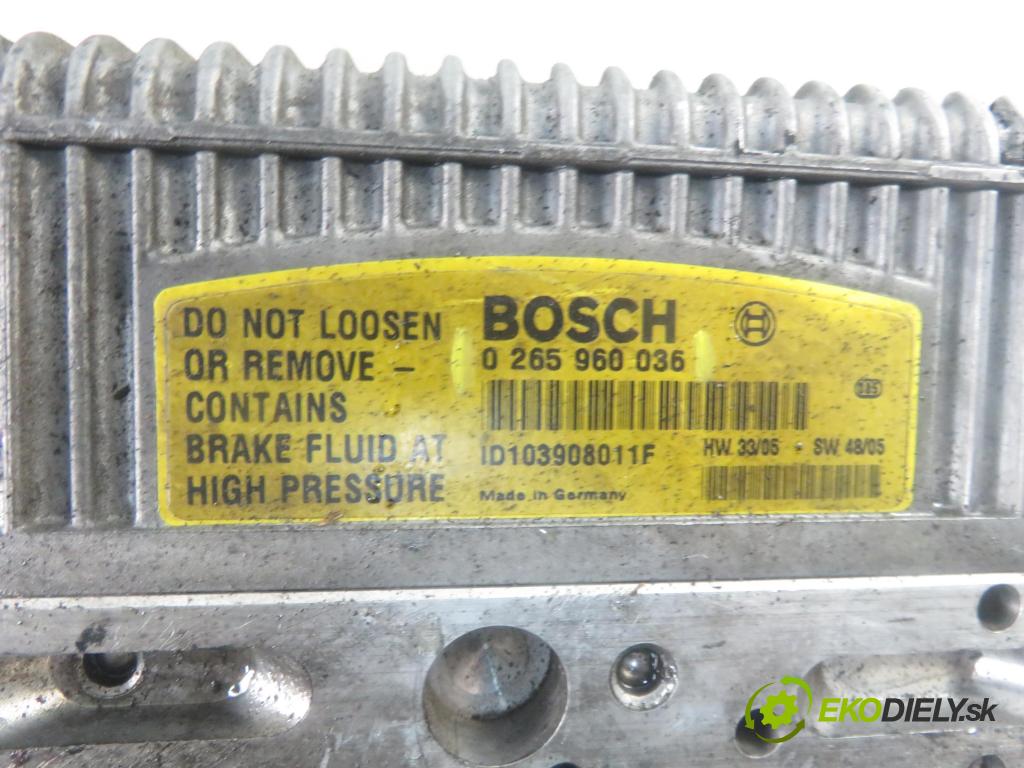 DO NOT LOOSEN
OR REMOVE –
CONTAINS
BRAKE FLUID AT
HIGH PRESSURE
BOSCH
0 265 960 036
ID103908011F
Made in Germany
HW 33/05 - SW 48/05
EKODIELY.sk